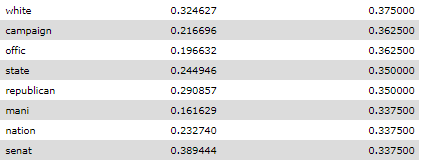 white 0.324627 0.375000
campaign 0.216696 0.362500
offic 0.196632 0.362500
state 0.244946 0.350000
republican 0.290857 0.350000
mani 0.161629 0.337500
nation 0.232740 0.337500
senat 0.389444 0.337500